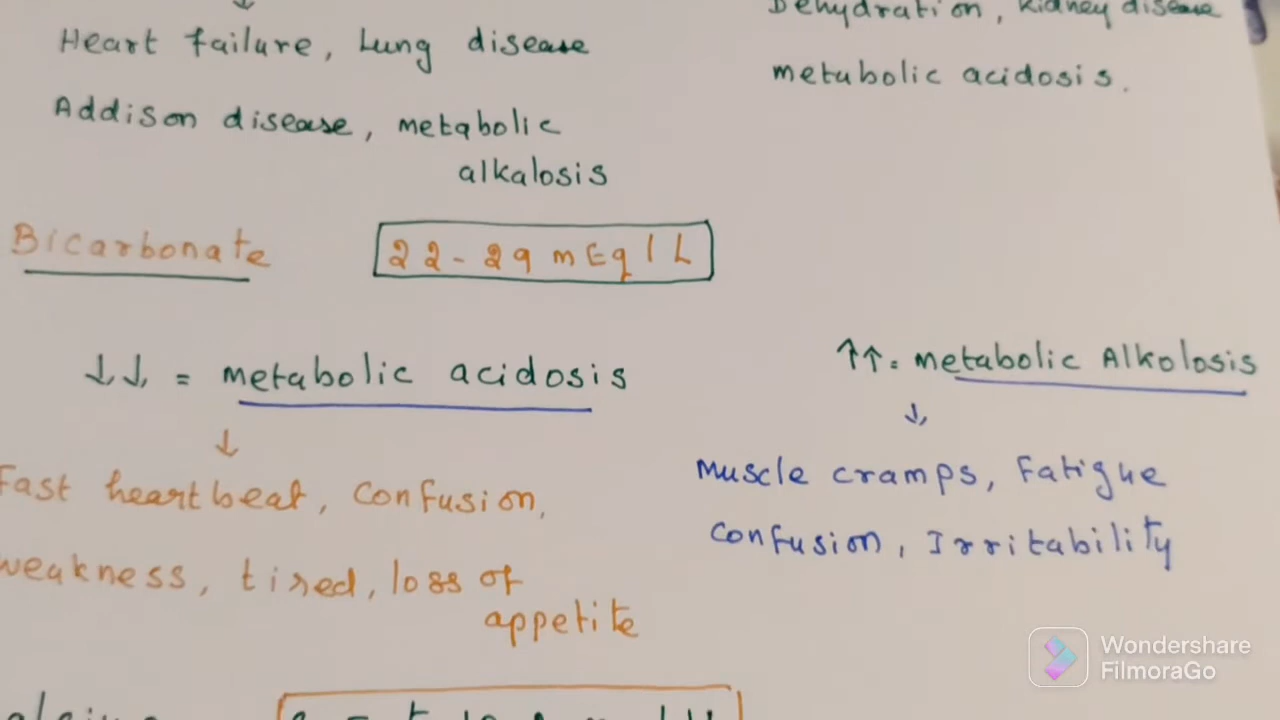 Heart failure, Lung disease
Addison disease, metabolic
alkalosis
Dehydration, Kidney disease
metabolic acidosis.
Bicarbonate
22-29 mEq/L
↓↓ = metabolic acidosis
↓
Fast heartbeat, confusion,
weakness, tired, loss of
appetite
↑↑ = metabolic Alkolosis
↓
Muscle cramps, Fatigue
confusion, Irritability
Wondershare
FilmoraGo